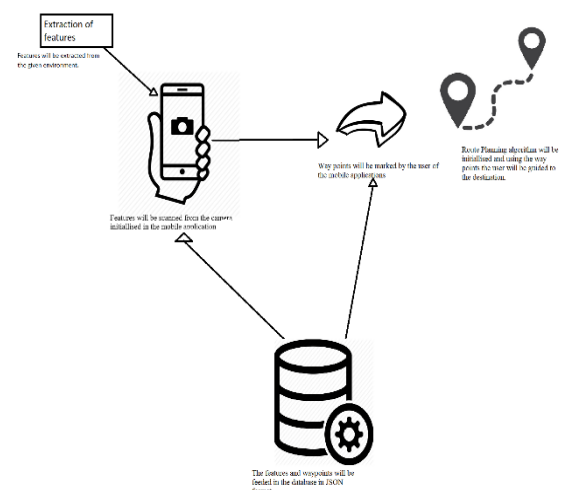 Extraction of
features
Features will be extracted from
the given environment.
Way points will be marked by the user of
the mobile applications
Route Planning algorithm will be
initialised and using the way
points the user will be guided to
the destination.
Features will be scanned from the camera
initiallised in the mobile application
The features and waypoints will be
feeded in the database in JSON